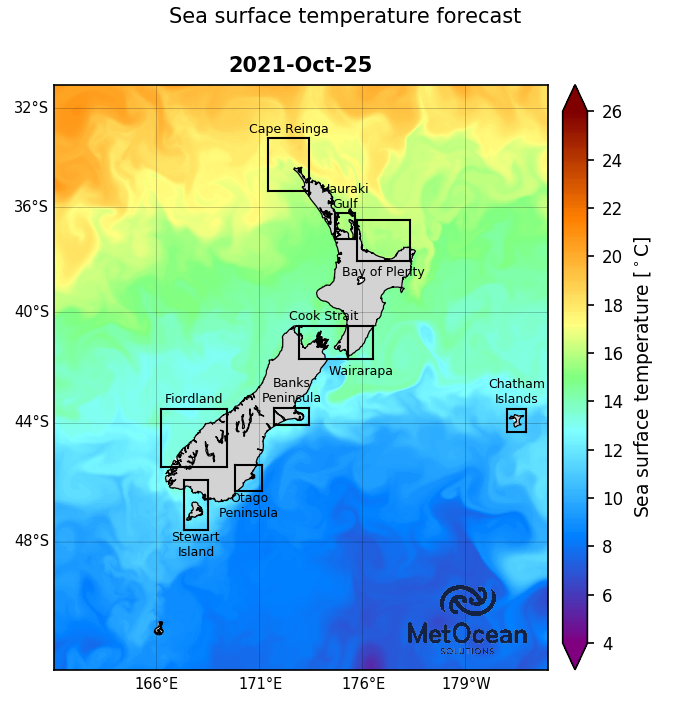 Sea surface temperature forecast
2021-Oct-25
32°S
36°S
40°S
44°S
48°S
166°E
171°E
176°E
179°W
Cape Reinga
Hauraki
Gulf
Bay of Plenty
Cook Strait
Wairarapa
Banks
Peninsula
Fiordland
Chatham
Islands
Otago
Peninsula
Stewart
Island
MetOcean
SOLUTIONS
26
24
22
20
18
16
14
12
10
8
6
4
Sea surface temperature [°C]